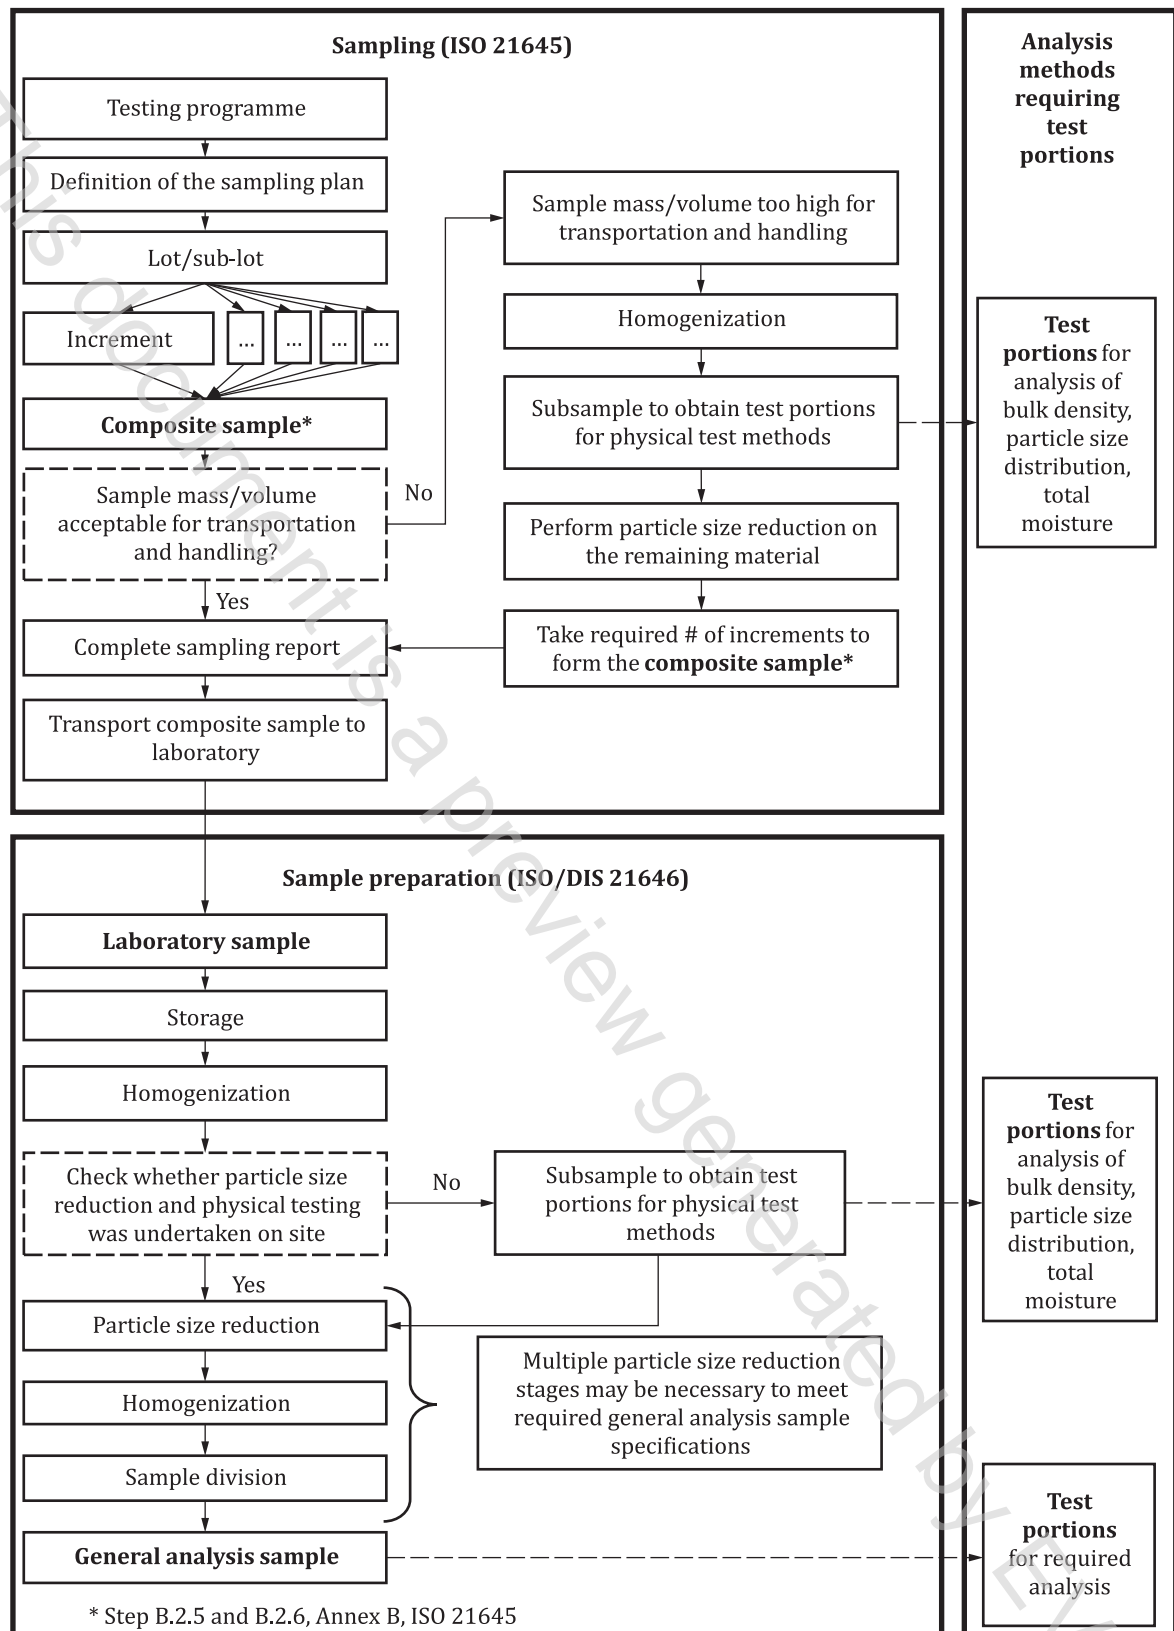 Sampling (ISO 21645)
Testing programme
Definition of the sampling plan
Lot/sub-lot
Increment
...
...
...
...
Composite sample*
Sample mass/volume
acceptable for transportation
and handling?
No
Yes
Complete sampling report
Transport composite sample to
laboratory
Sample mass/volume too high for
transportation and handling
Homogenization
Subsample to obtain test portions
for physical test methods
Perform particle size reduction on
the remaining material
Take required # of increments to
form the composite sample*
Analysis
methods
requiring
test
portions
Test
portions for
analysis of
bulk density,
particle size
distribution,
total
moisture
Sample preparation (ISO/DIS 21646)
Laboratory sample
Storage
Homogenization
Check whether particle size
reduction and physical testing
was undertaken on site
No
Subsample to obtain test
portions for physical test
methods
Test
portions for
analysis of
bulk density,
particle size
distribution,
total
moisture
Yes
Particle size reduction
Homogenization
Sample division
Multiple particle size reduction
stages may be necessary to meet
required general analysis sample
specifications
General analysis sample
Test
portions
for required
analysis
* Step B.2.5 and B.2.6, Annex B, ISO 21645
This document is a preview generated by EV